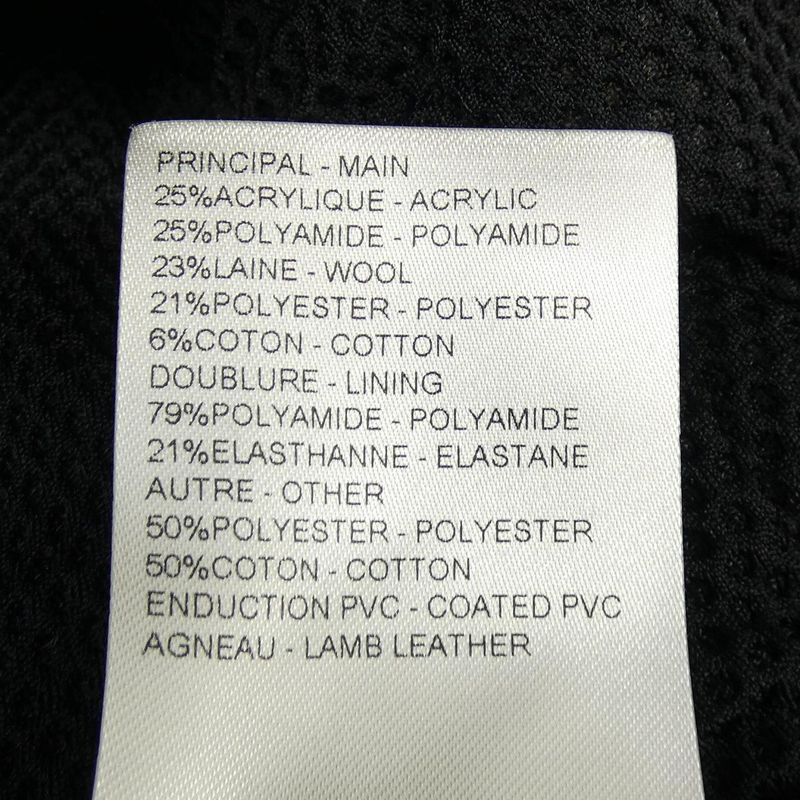 PRINCIPAL - MAIN
25%ACRYLIQUE - ACRYLIC
25%POLYAMIDE - POLYAMIDE
23%LAINE - WOOL
21%POLYESTER - POLYESTER
6%COTON - COTTON
DOUBLURE - LINING
79%POLYAMIDE - POLYAMIDE
21%ELASTHANNE - ELASTANE
AUTRE - OTHER
50%POLYESTER - POLYESTER
50%COTON - COTTON
ENDUCTION PVC - COATED PVC
AGNEAU - LAMB LEATHER